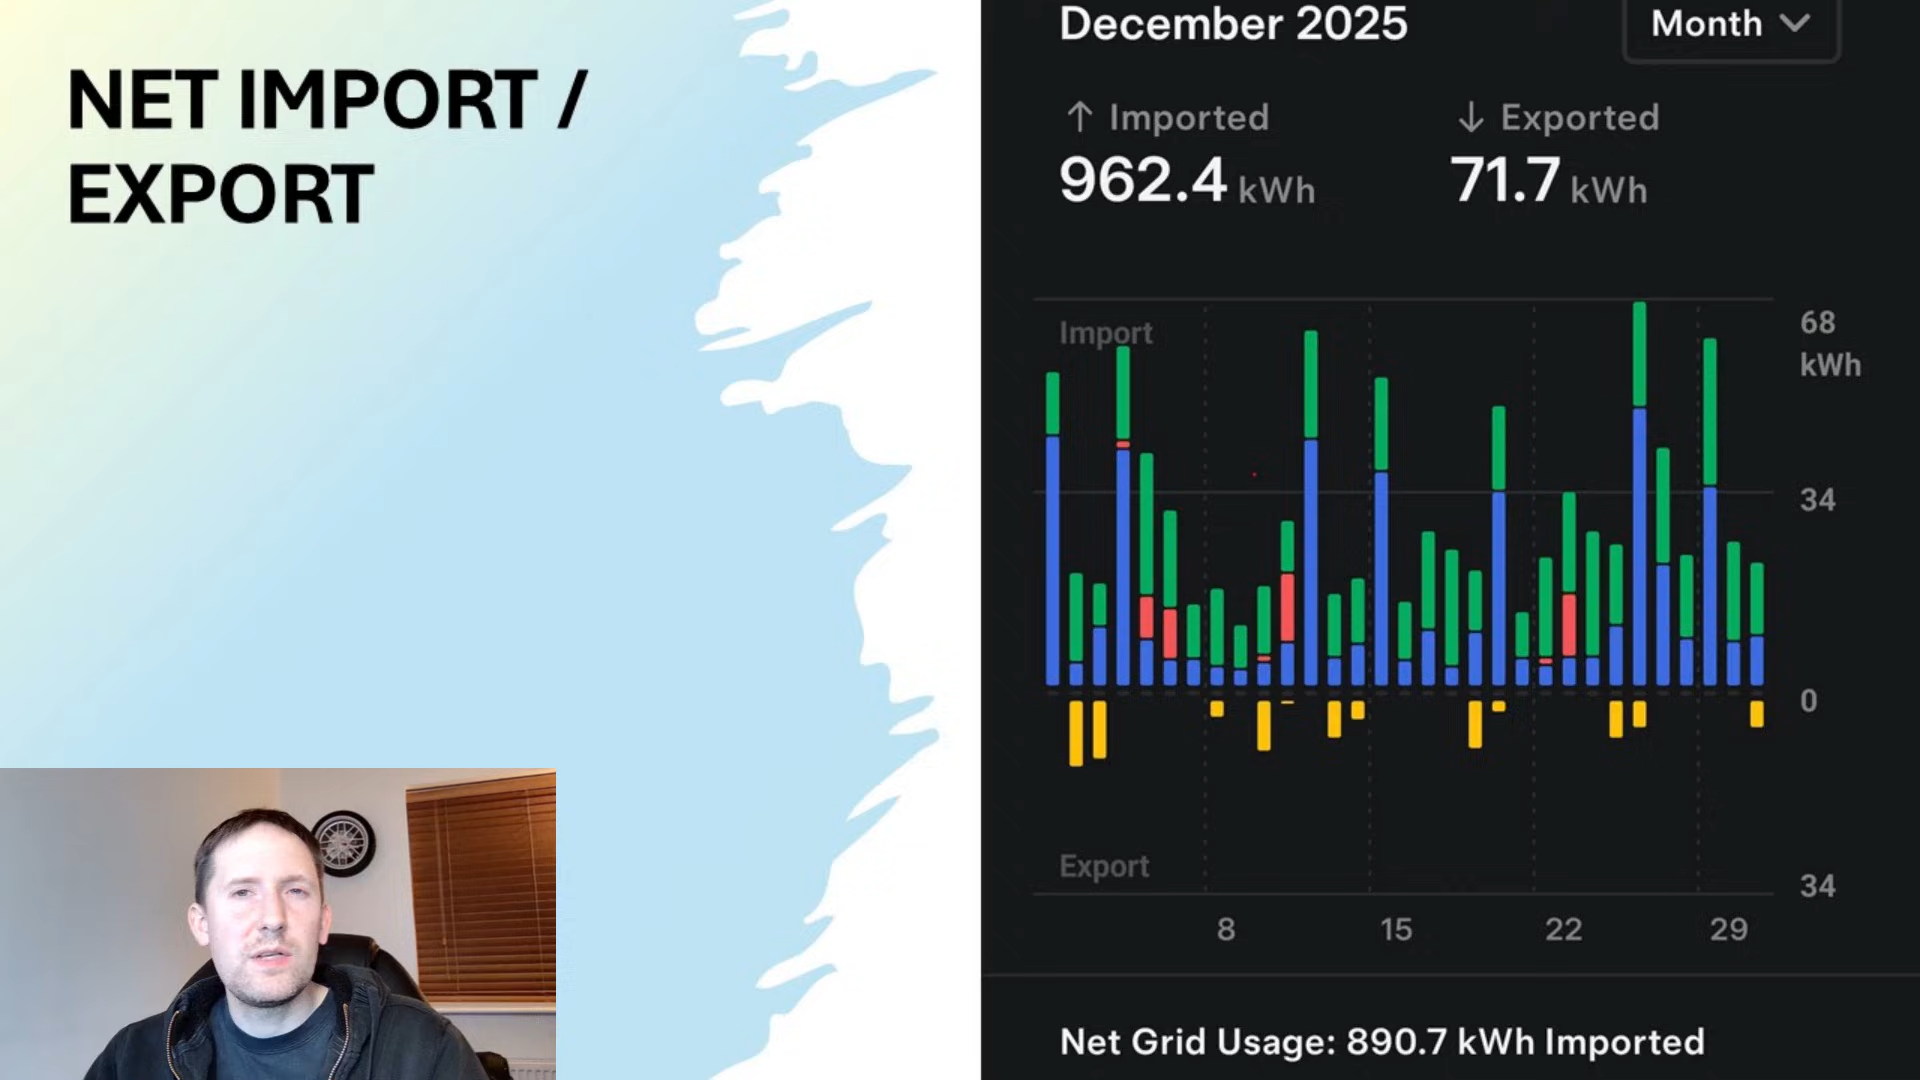 NET IMPORT /
EXPORT
December 2025
Month
Imported
Exported
962.4 kWh
71.7 kWh
Import
68
kWh
34
0
Export
34
8
15
22
29
Net Grid Usage: 890.7 kWh Imported